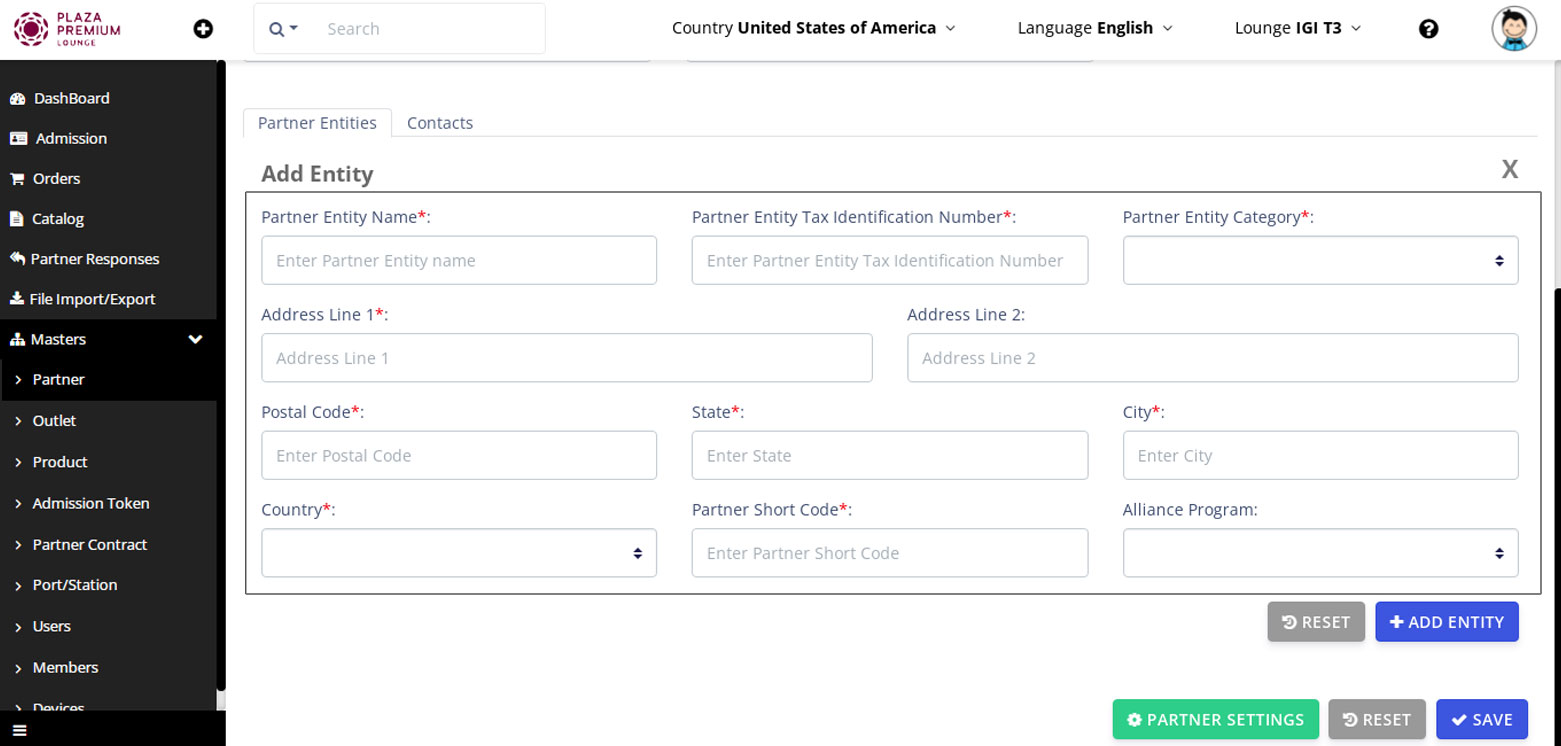 PLAZA
PREMIUM
LOUNGE
Search
Country United States of America
Language English
Lounge IGI T3
DashBoard
Admission
Orders
Catalog
Partner Responses
File Import/Export
Masters
Partner
Outlet
Product
Admission Token
Partner Contract
Port/Station
Users
Members
Devices
Partner Entities
Contacts
Add Entity
X
Partner Entity Name*:
Partner Entity Tax Identification Number*:
Partner Entity Category*:
Enter Partner Entity name
Enter Partner Entity Tax Identification Number
Address Line 1*:
Address Line 2:
Address Line 1
Address Line 2
Postal Code*:
State*:
City*:
Enter Postal Code
Enter State
Enter City
Country*:
Partner Short Code*:
Alliance Program:
Enter Partner Short Code
RESET
ADD ENTITY
PARTNER SETTINGS
RESET
SAVE